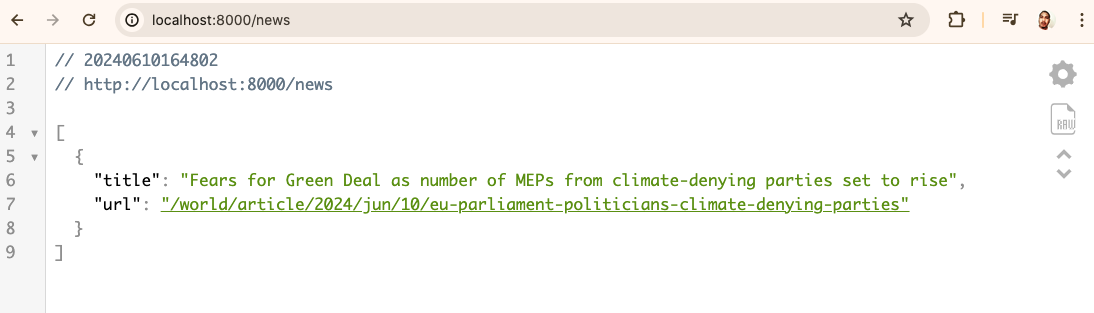 localhost:8000/news
1 // 20240610164802
2 // http://localhost:8000/news
3
4 [
5 {
6 "title": "Fears for Green Deal as number of MEPs from climate-denying parties set to rise",
7 "url": "/world/article/2024/jun/10/eu-parliament-politicians-climate-denying-parties"
8 }
9 ]
RAW